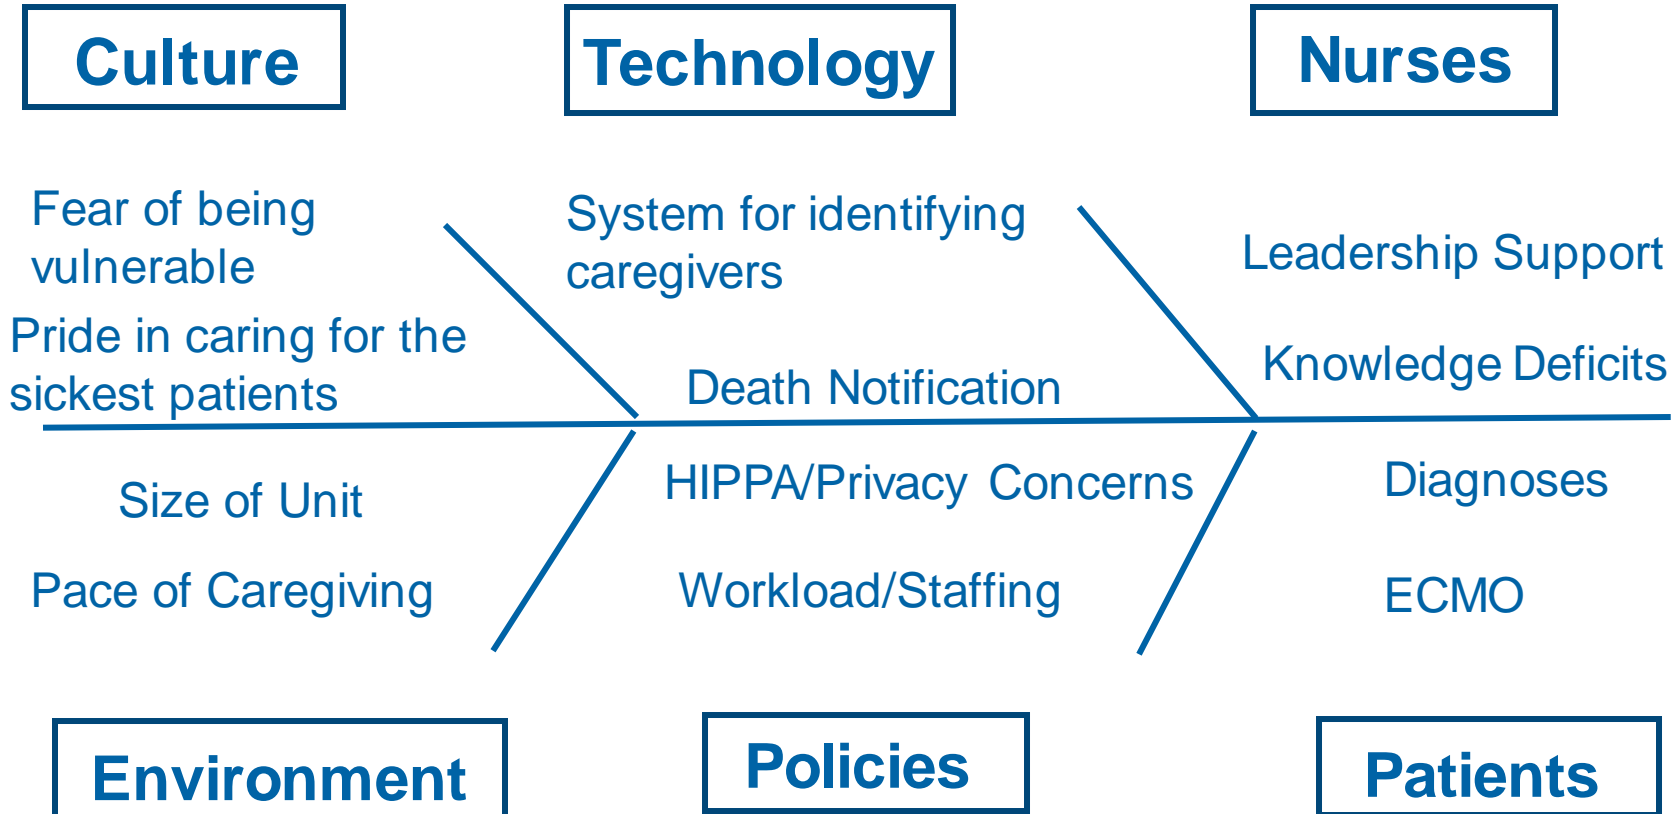 Culture
Technology
Nurses
Fear of being
vulnerable
Pride in caring for the
sickest patients
System for identifying
caregivers
Death Notification
Leadership Support
Knowledge Deficits
Size of Unit
Pace of Caregiving
HIPPA/Privacy Concerns
Workload/Staffing
Diagnoses
ECMO
Environment
Policies
Patients